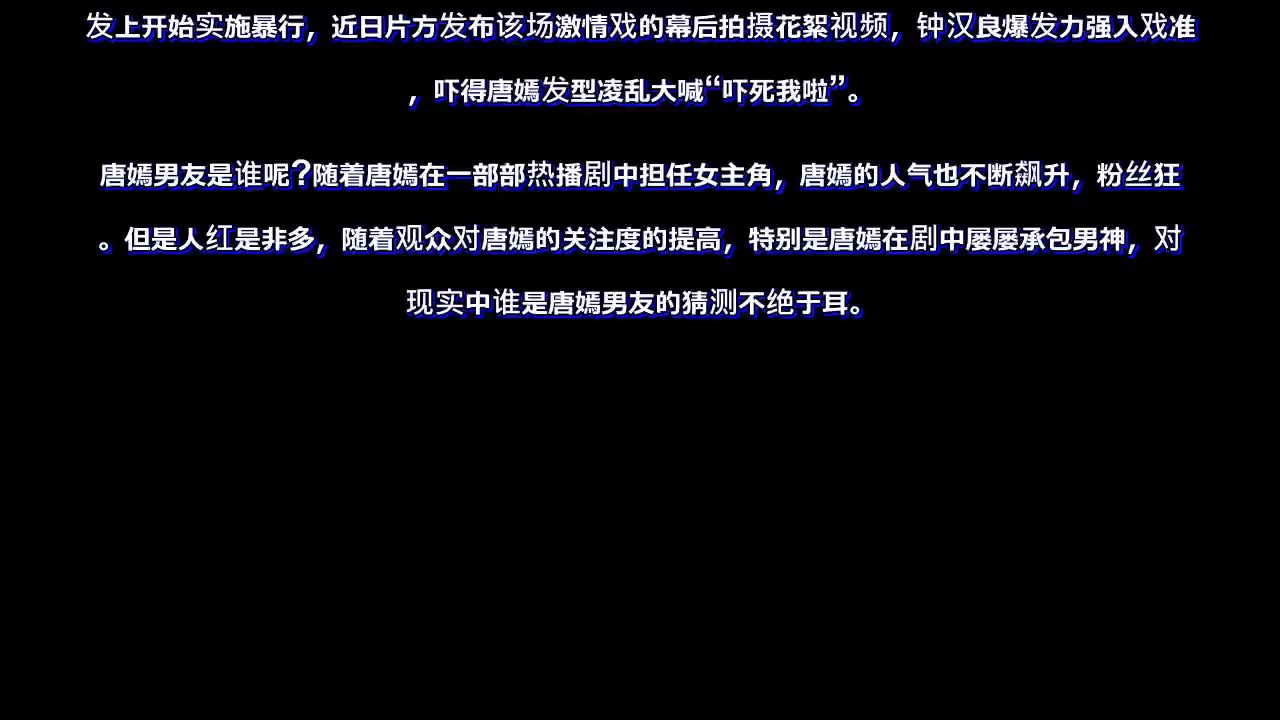 发上开始实施暴行，近日片方发布该场激情戏的幕后拍摄花絮视频，钟汉良爆发力强入戏准
，吓得唐嫣发型凌乱大喊“吓死我啦”。
唐嫣男友是谁呢?随着唐嫣在一部部热播剧中担任女主角，唐嫣的人气也不断飙升，粉丝狂
。但是人红是非多，随着观众对唐嫣的关注度的提高，特别是唐嫣在剧中屡屡承包男神，对
现实中谁是唐嫣男友的猜测不绝于耳。